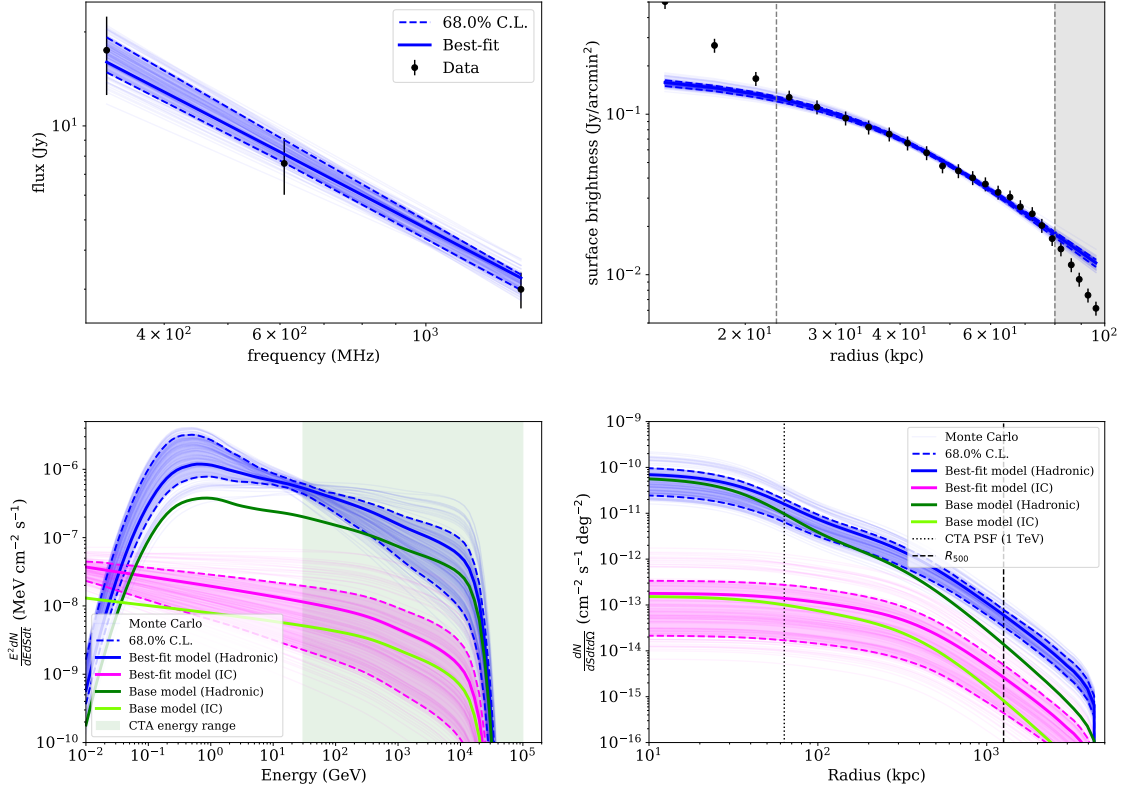 68.0% C.L.
Best-fit
Data
10¹
flux (Jy)
4 × 10² 6 × 10² 10³
frequency (MHz)
10⁻¹
10⁻²
surface brightness (Jy/arcmin²)
2 × 10¹ 3 × 10¹ 4 × 10¹ 6 × 10¹ 10²
radius (kpc)
10⁻⁶
10⁻⁷
10⁻⁸
10⁻⁹
10⁻¹⁰
E²dN/dEdSdt (MeV cm⁻² s⁻¹)
Monte Carlo
68.0% C.L.
Best-fit model (Hadronic)
Best-fit model (IC)
Base model (Hadronic)
Base model (IC)
CTA energy range
10⁻² 10⁻¹ 10⁰ 10¹ 10² 10³ 10⁴ 10⁵
Energy (GeV)
10⁻⁹
10⁻¹⁰
10⁻¹¹
10⁻¹²
10⁻¹³
10⁻¹⁴
10⁻¹⁵
10⁻¹⁶
dN/dSdtdΩ (cm⁻² s⁻¹ deg⁻²)
Monte Carlo
68.0% C.L.
Best-fit model (Hadronic)
Best-fit model (IC)
Base model (Hadronic)
Base model (IC)
CTA PSF (1 TeV)
R₅₀₀
10¹ 10² 10³
Radius (kpc)